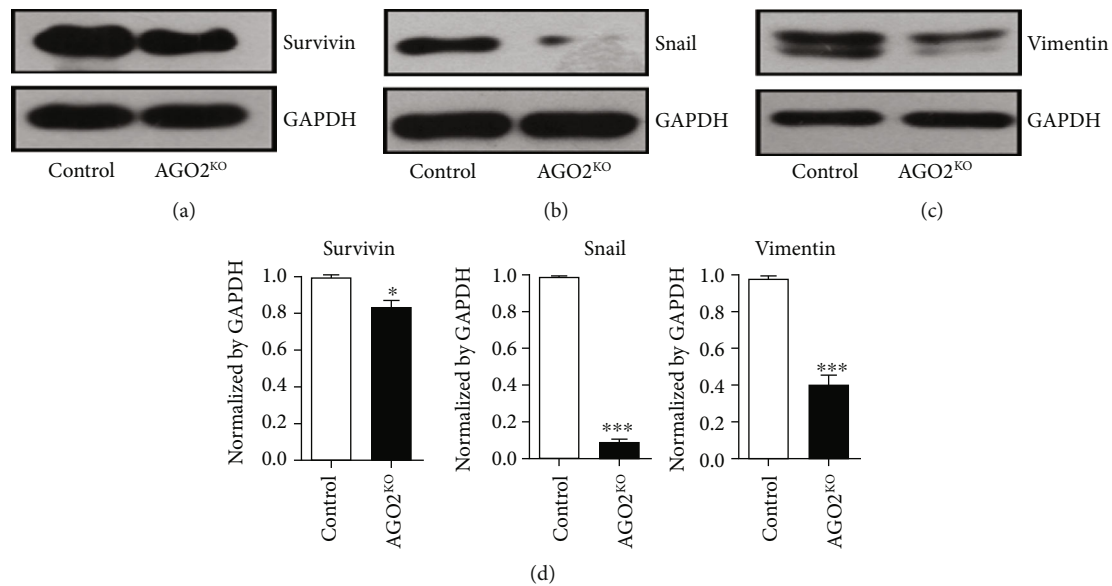 Survivin
GAPDH
Control AGO2ᴷᴼ
(a)
Snail
GAPDH
Control AGO2ᴷᴼ
(b)
Vimentin
GAPDH
Control AGO2ᴷᴼ
(c)
Survivin
Normalized by GAPDH
1.0
0.8
0.6
0.4
0.2
0.0
*
Control
AGO2ᴷᴼ
Snail
Normalized by GAPDH
1.0
0.8
0.6
0.4
0.2
0.0
***
Control
AGO2ᴷᴼ
Vimentin
Normalized by GAPDH
1.0
0.8
0.6
0.4
0.2
0.0
***
Control
AGO2ᴷᴼ
(d)